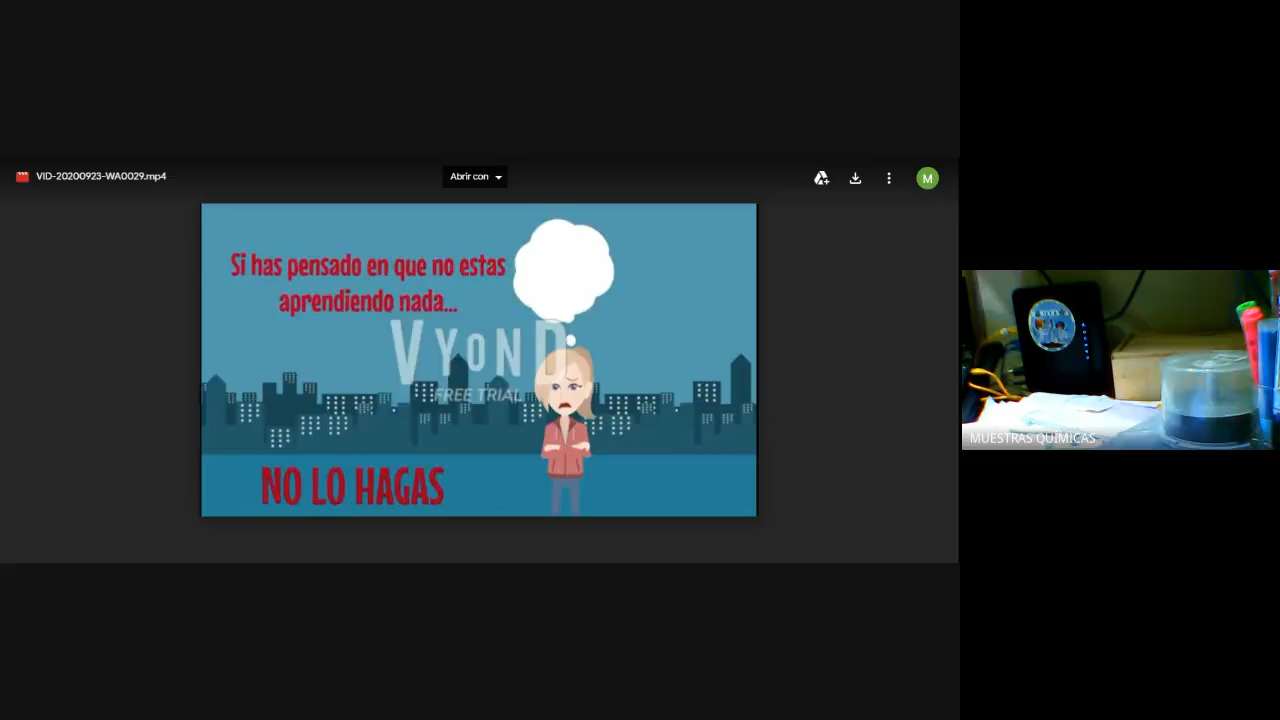 VID-20200923-WA0029.mp4
Abrir con
M
Si has pensado en que no estas
aprendiendo nada...
VYOND
FREE TRIAL
NO LO HAGAS
MUESTRAS QUÍMICAS